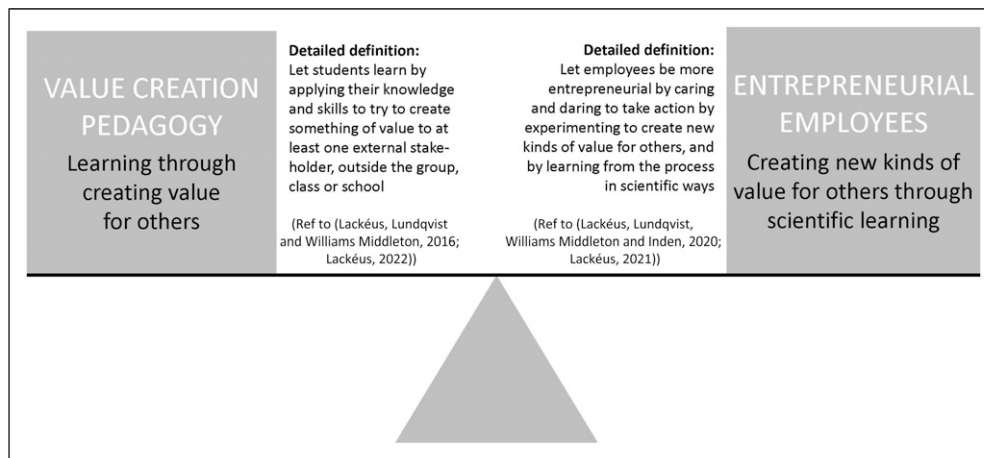 VALUE CREATION
PEDAGOGY
Learning through
creating value
for others
Detailed definition:
Let students learn by
applying their knowledge
and skills to try to create
something of value to at
least one external stake-
holder, outside the group,
class or school
(Ref to (Lackéus, Lundqvist
and Williams Middleton, 2016;
Lackéus, 2022))
Detailed definition:
Let employees be more
entrepreneurial by caring
and daring to take action by
experimenting to create new
kinds of value for others, and
by learning from the process
in scientific ways
(Ref to (Lackéus, Lundqvist,
Williams Middleton and Inden, 2020;
Lackéus, 2021))
ENTREPRENEURIAL
EMPLOYEES
Creating new kinds of
value for others through
scientific learning